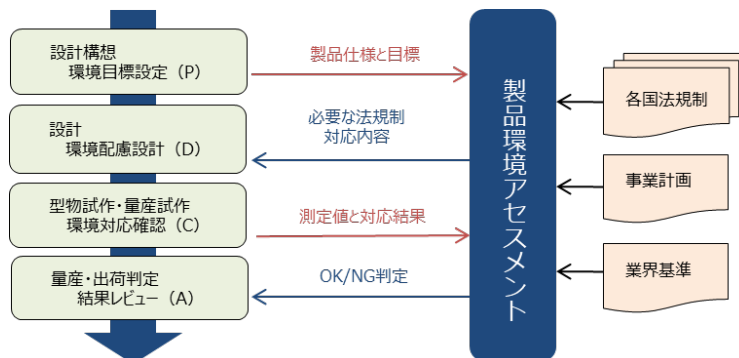 設計構想
環境目標設定（P）
製品仕様と目標
設計
環境配慮設計（D）
必要な法規制
対応内容
型物試作・量産試作
環境対応確認（C）
測定値と対応結果
量産・出荷判定
結果レビュー（A）
OK/NG判定
製品環境アセスメント
各国法規制
事業計画
業界基準